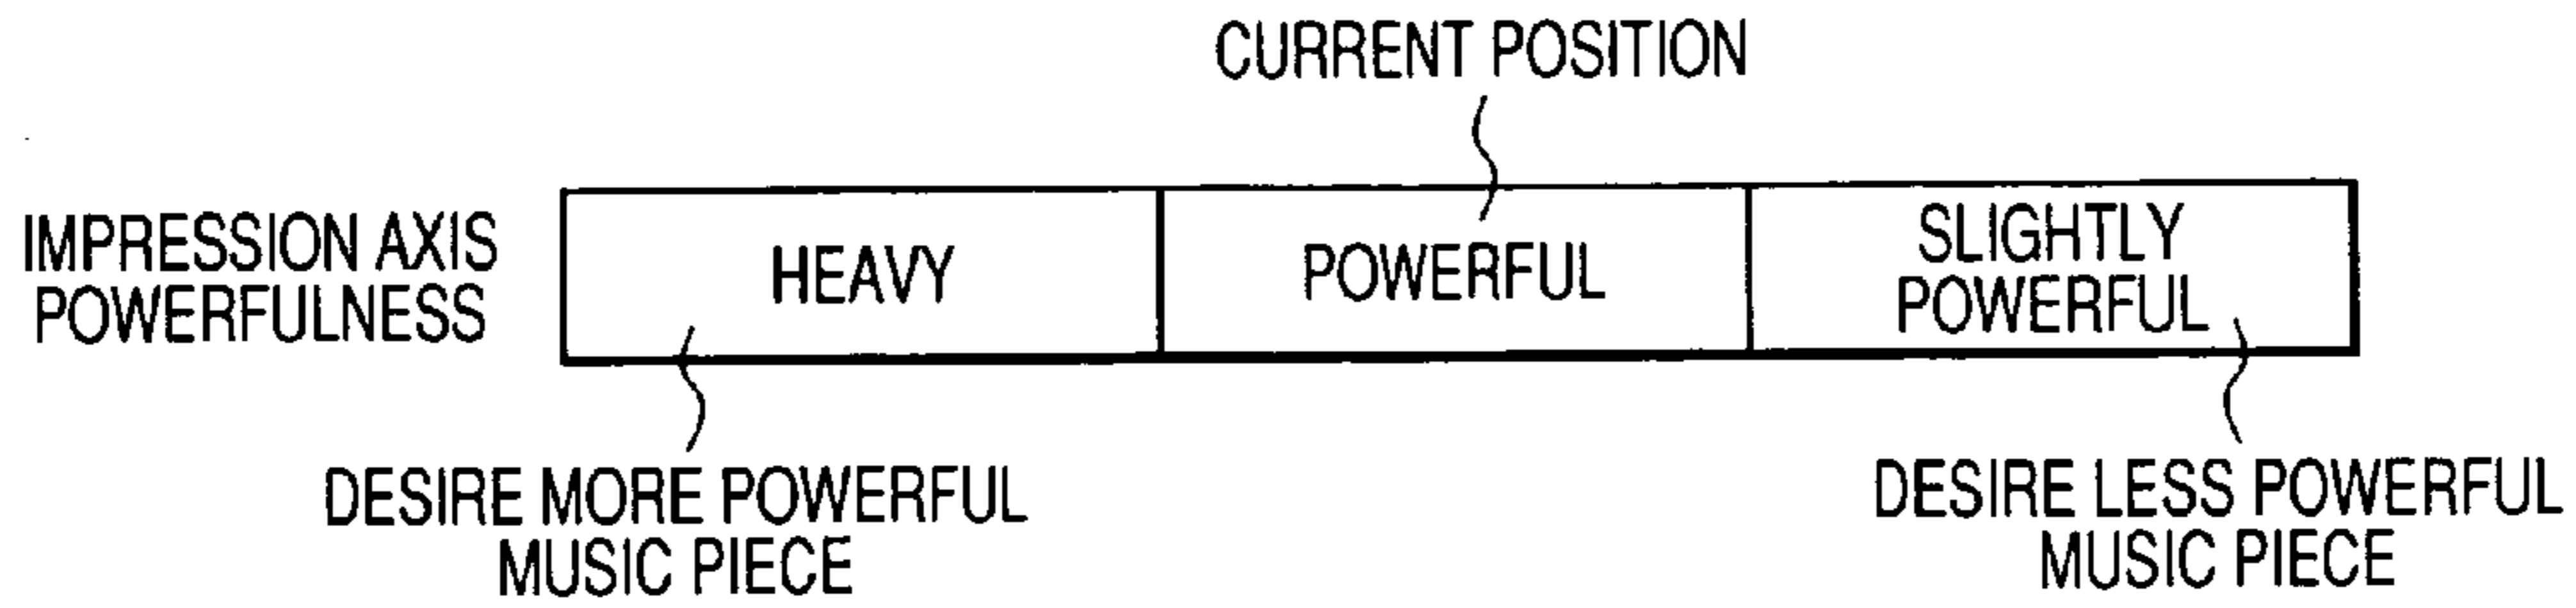 CURRENT POSITION
IMPRESSION AXIS
POWERFULNESS
HEAVY
POWERFUL
SLIGHTLY
POWERFUL
DESIRE MORE POWERFUL
MUSIC PIECE
DESIRE LESS POWERFUL
MUSIC PIECE